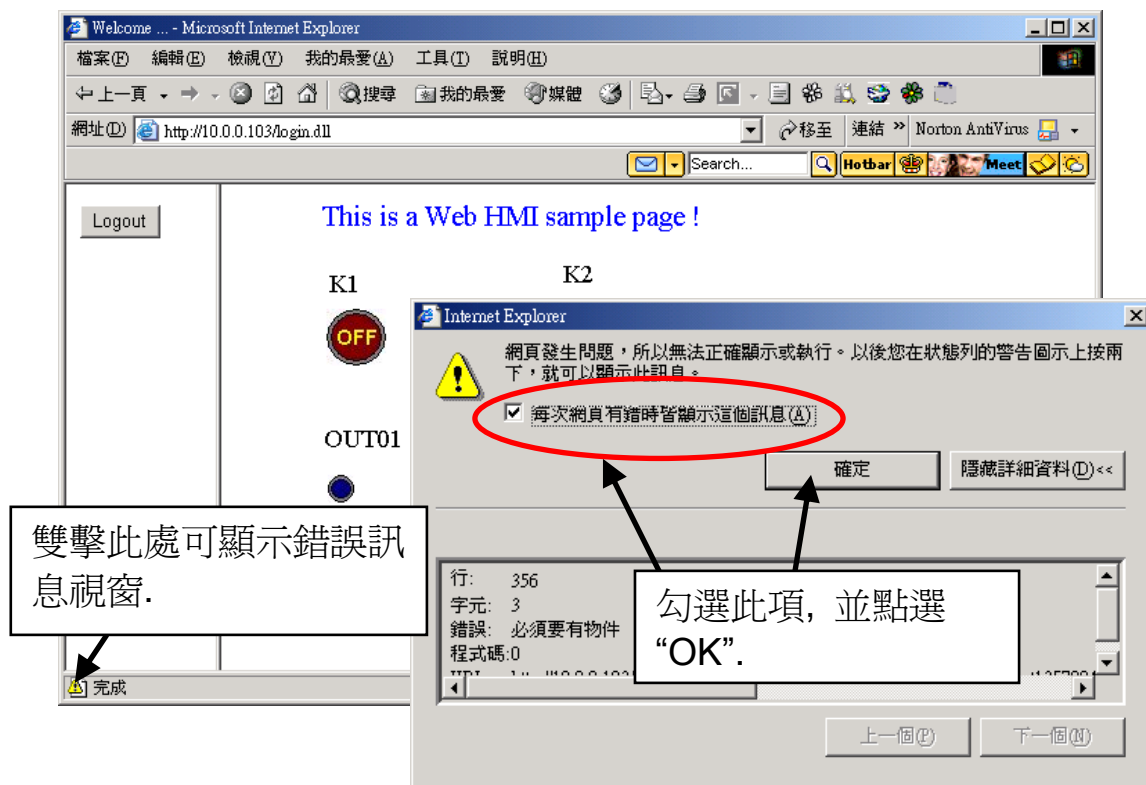 Welcome ... - Microsoft Internet Explorer
檔案(F) 編輯(E) 檢視(V) 我的最愛(A) 工具(T) 說明(H)
上一頁 搜尋 我的最愛 媒體
網址(D) http://10.0.0.103/login.dll 移至 連結 » Norton AntiVirus
Search... Hotbar Meet
Logout
This is a Web HMI sample page !
K1
K2
OFF
OUT01
Internet Explorer
網頁發生問題，所以無法正確顯示或執行。以後您在狀態列的警告圖示上按兩
下，就可以顯示此訊息。
每次網頁有錯時皆顯示這個訊息(A)
確定
隱藏詳細資料(D)<<
雙擊此處可顯示錯誤訊
息視窗.
行: 356
字元: 3
錯誤: 必須要有物件
程式碼:0
勾選此項, 並點選
“OK”.
完成
上一個(P)
下一個(N)